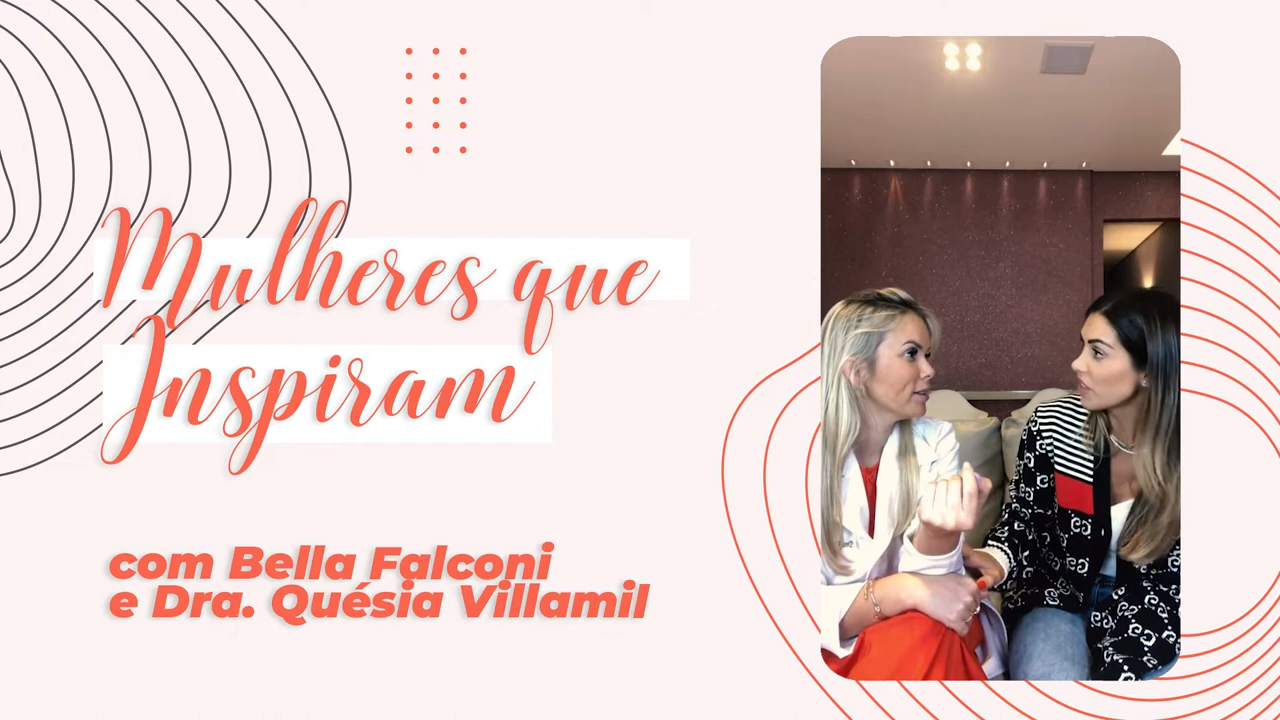 Mulheres que
Inspiram
com Bella Falconi
e Dra. Quésia Villamil